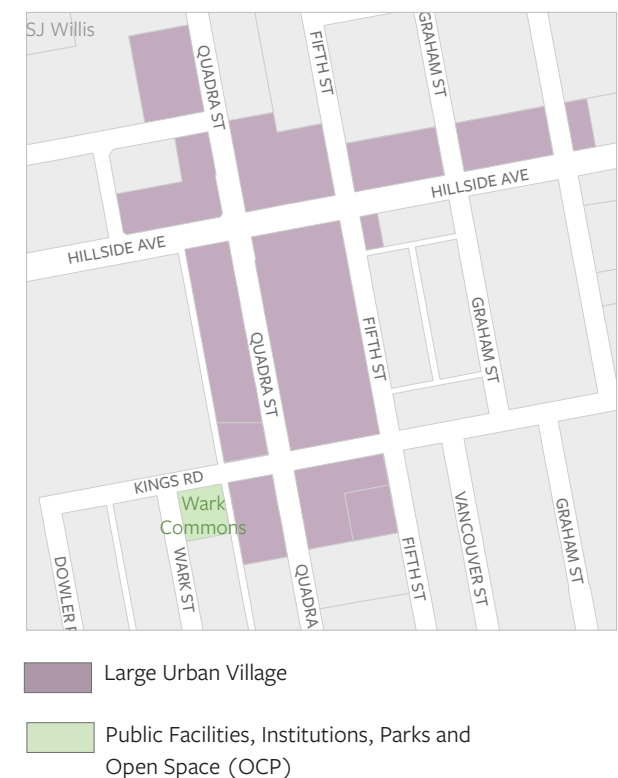 SJ Willis
QUADRA ST
FIFTH ST
GRAHAM ST
HILLSIDE AVE
HILLSIDE AVE
QUADRA ST
FIFTH ST
GRAHAM ST
KINGS RD
Wark
Commons
DOWLER
WARK ST
QUADRA
FIFTH ST
VANCOUVER ST
GRAHAM ST
Large Urban Village
Public Facilities, Institutions, Parks and
Open Space (OCP)